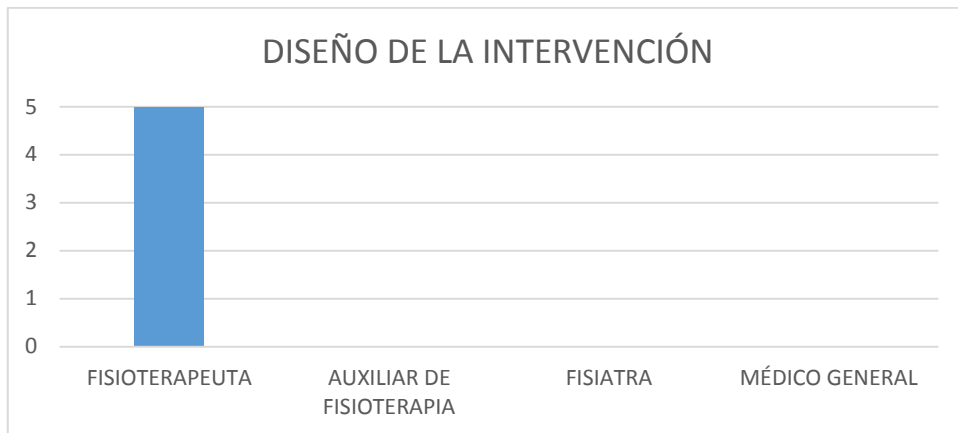 DISEÑO DE LA INTERVENCIÓN
5
4
3
2
1
0
FISIOTERAPEUTA
AUXILIAR DE
FISIOTERAPIA
FISIATRA
MÉDICO GENERAL